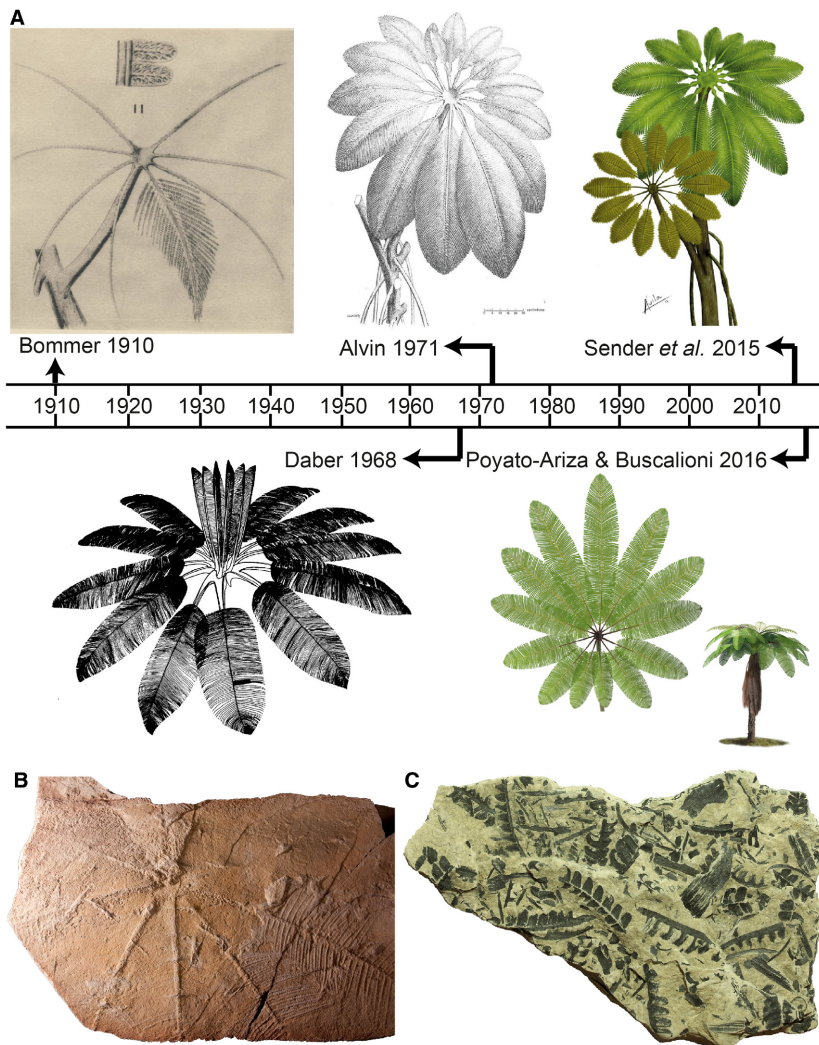 A
II
Bommer 1910
Alvin 1971
Sender et al. 2015
1910 1920 1930 1940 1950 1960 1970 1980 1990 2000 2010
Daber 1968
Poyato-Ariza & Buscalioni 2016
B
C